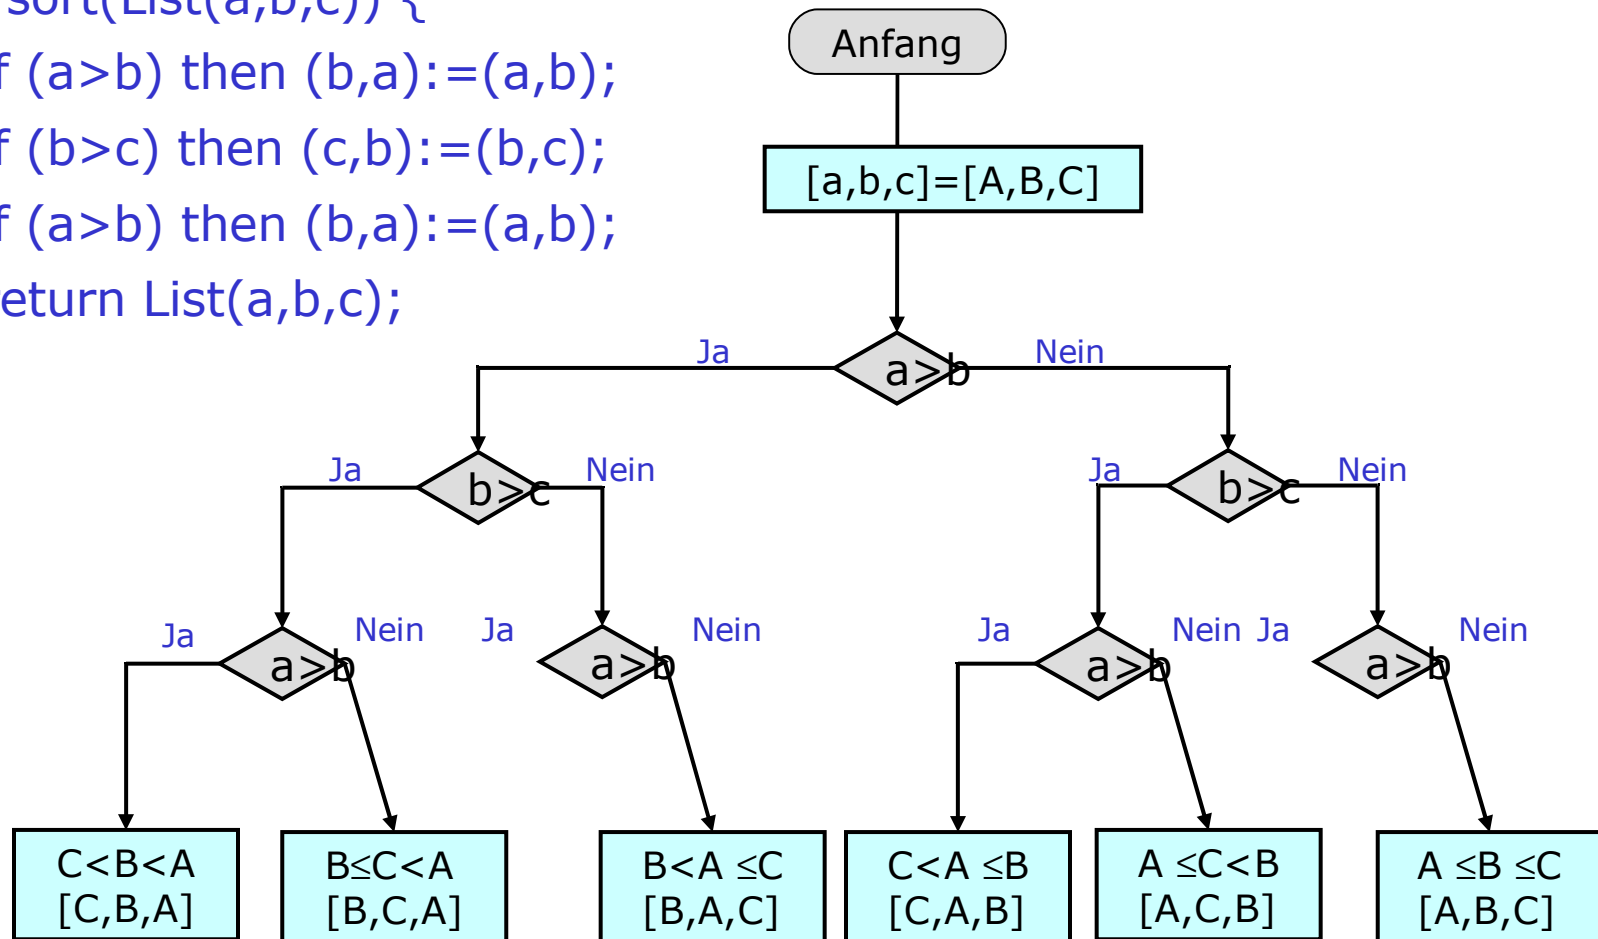 sort(List(a,b,c)) {
f (a>b) then (b,a):=(a,b);
f (b>c) then (c,b):=(b,c);
f (a>b) then (b,a):=(a,b);
eturn List(a,b,c);
Anfang
[a,b,c]=[A,B,C]
Ja
a>b
Nein
Ja
b>c
Nein
Ja
b>c
Nein
Ja
a>b
Nein
Ja
a>b
Nein
Ja
a>b
Nein
Ja
a>b
Nein
C<B<A
[C,B,A]
B≤C<A
[B,C,A]
B<A ≤C
[B,A,C]
C<A ≤B
[C,A,B]
A ≤C<B
[A,C,B]
A ≤B ≤C
[A,B,C]